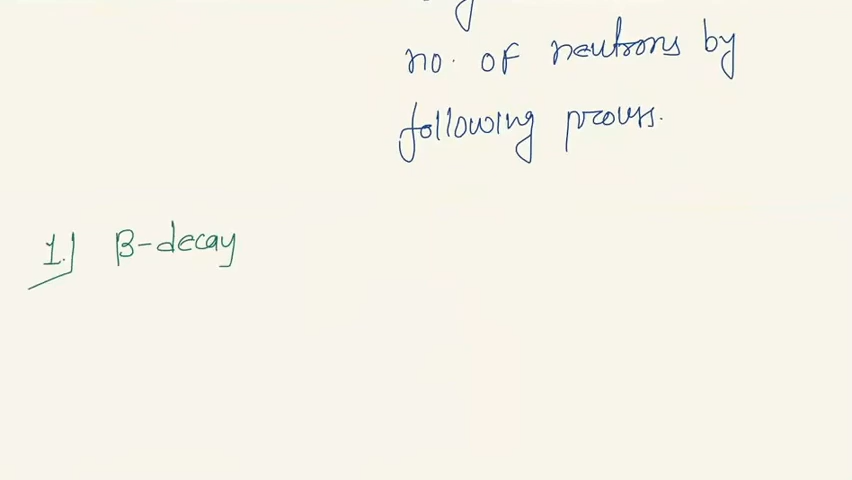 no. of neutrons by
following process.
1.) β-decay